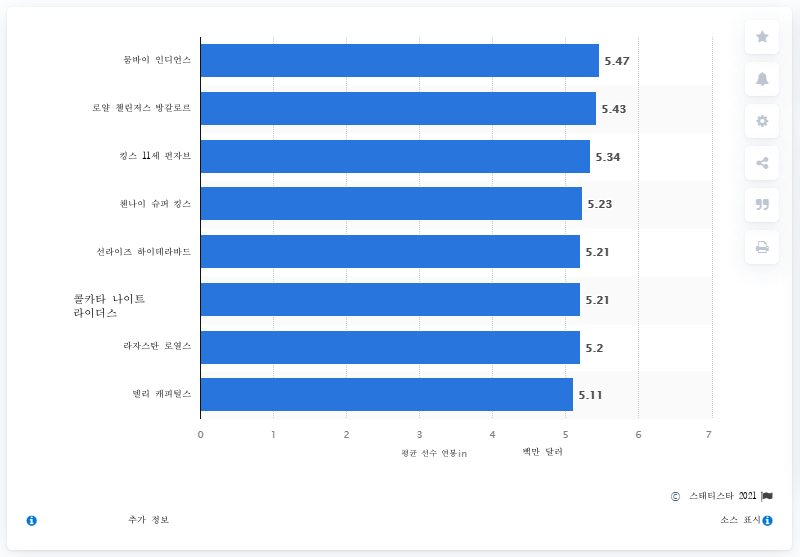 뭄바이 인디언스 5.47
로얄 챌린저스 방갈로르 5.43
킹스 11세 펀자브 5.34
첸나이 슈퍼 킹스 5.23
선라이즈 하이데라바드 5.21
콜카타 나이트
라이더스 5.21
라자스탄 로열스 5.2
델리 캐피털스 5.11
0 1 2 3 4 5 6 7
평균 선수 연봉in 백만 달러
© 스태티스타 2021
추가 정보 소스 표시